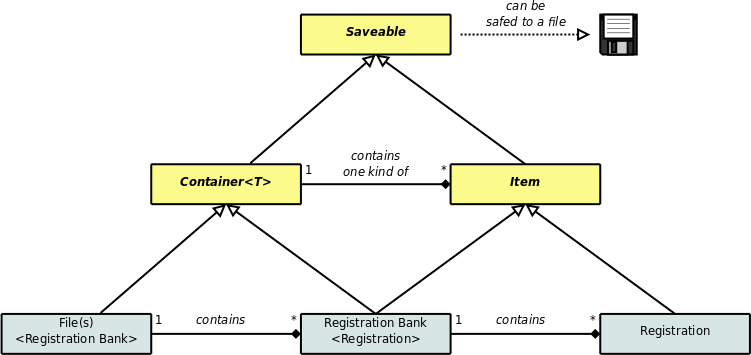 can be
safed to a file
Saveable
contains
one kind of
1
*
Container<T>
Item
File(s)
<Registration Bank>
1
contains
*
Registration Bank
<Registration>
1
contains
*
Registration